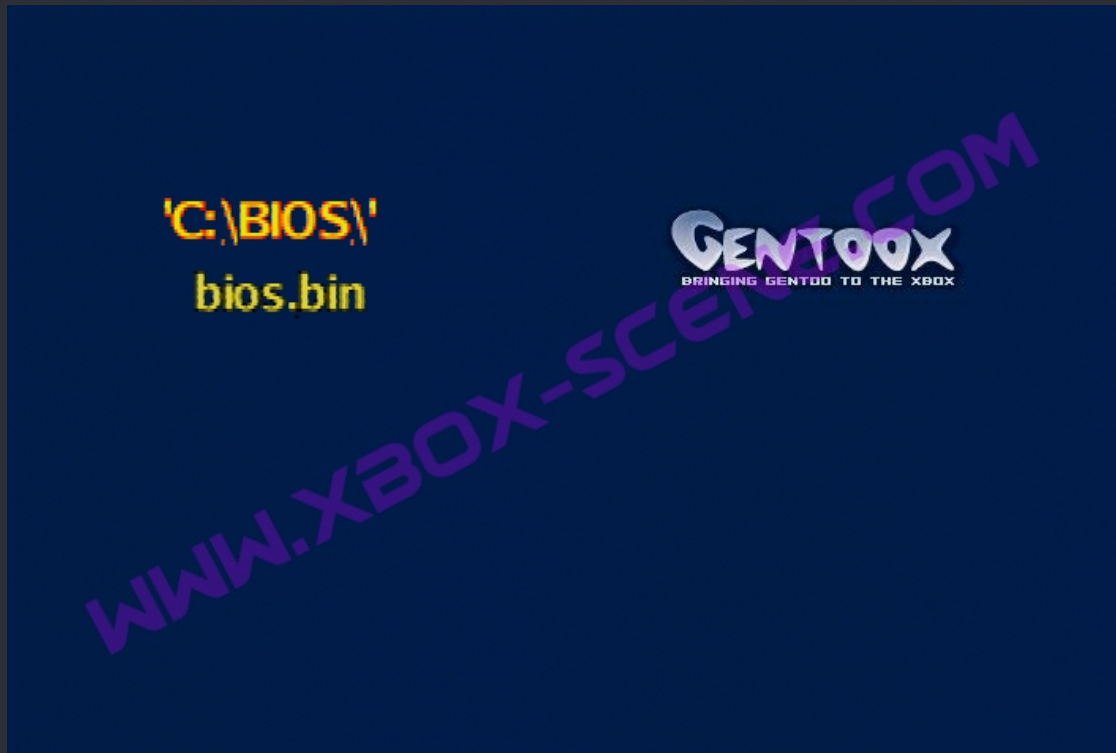 'C:\BIOS\'
bios.bin
GENTOOX
BRINGING GENTOO TO THE XBOX
WWW.XBOX-SCENE.COM